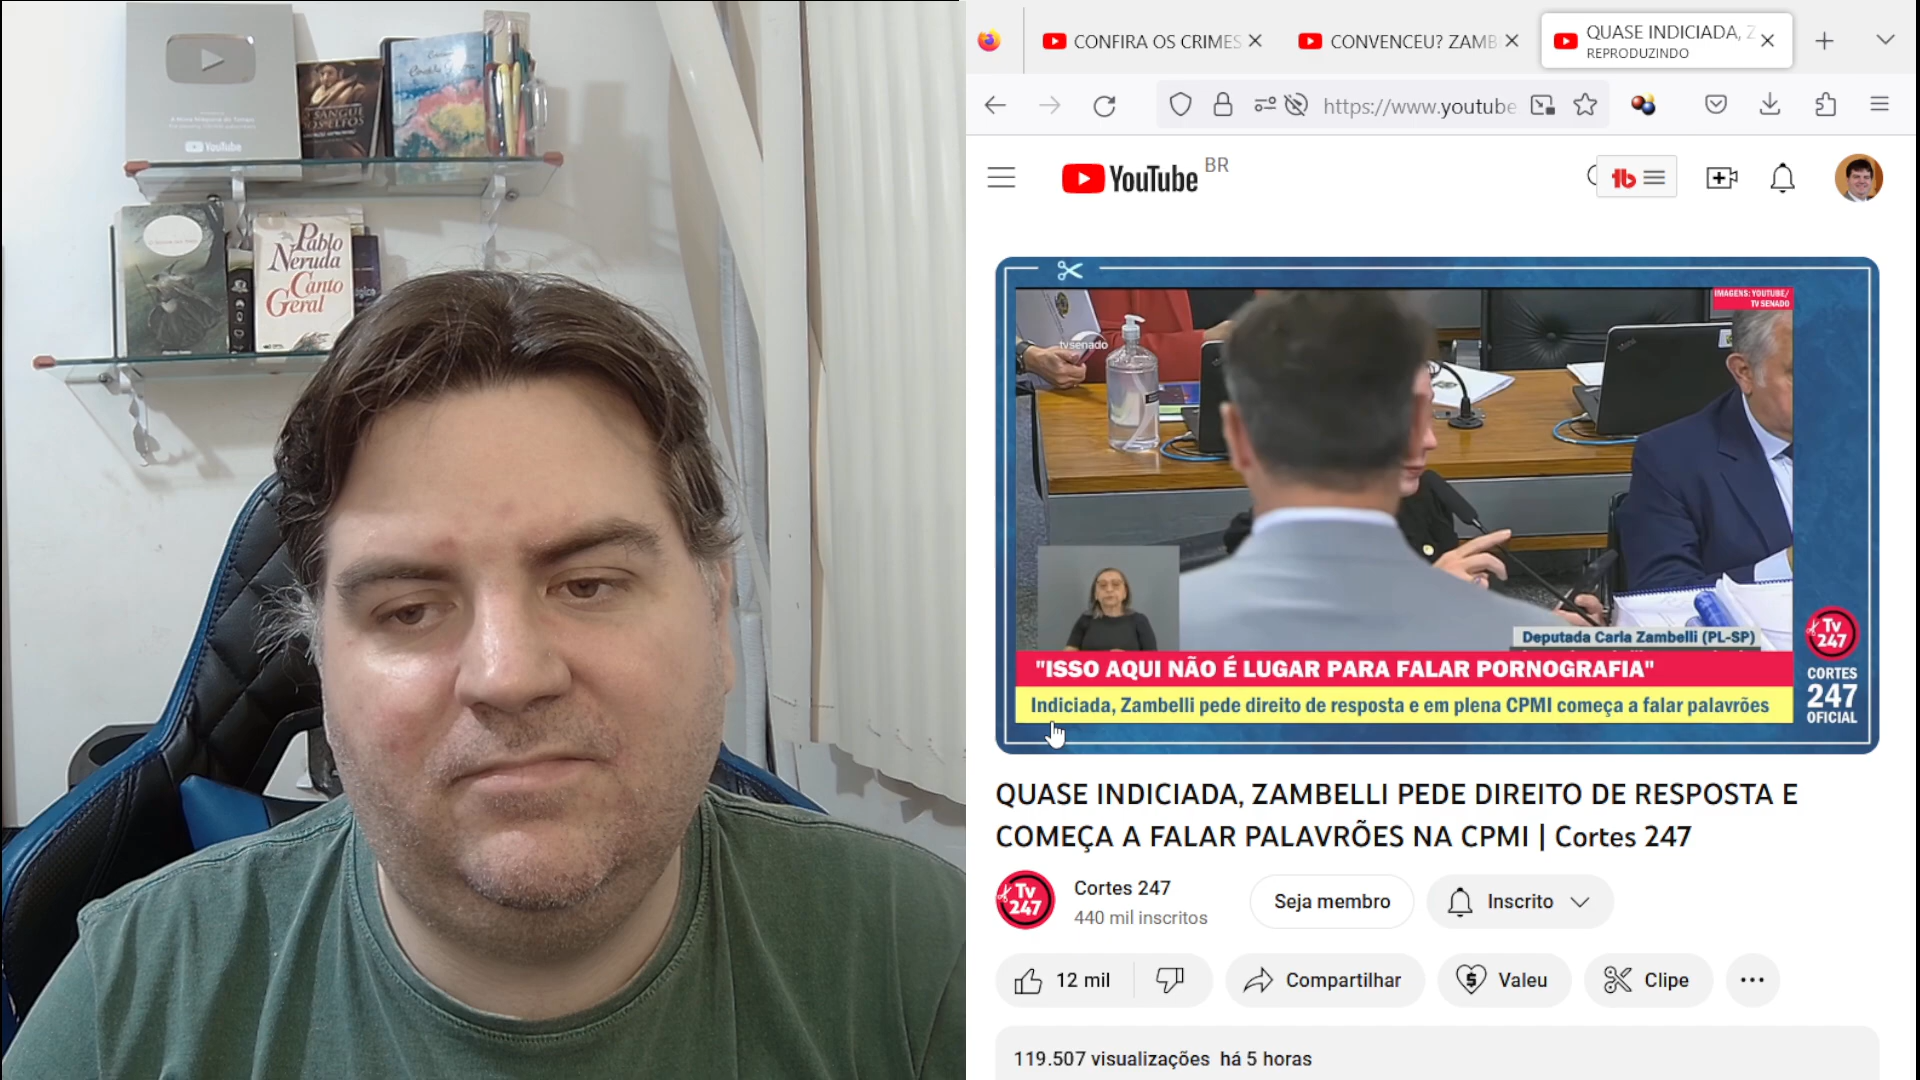 YouTube
O SANGUE
DOS ELFOS
Pablo
Neruda
Canto
Geral
CONFIRA OS CRIMES
CONVENCEU? ZAMB
QUASE INDICIADA, Z
REPRODUZINDO
https://www.youtube
YouTube BR
IMAGENS: YOUTUBE/
TV SENADO
tvsenado
Deputada Carla Zambelli (PL-SP)
"ISSO AQUI NÃO É LUGAR PARA FALAR PORNOGRAFIA"
Indiciada, Zambelli pede direito de resposta e em plena CPMI começa a falar palavrões
Tv
247
CORTES
247
OFICIAL
QUASE INDICIADA, ZAMBELLI PEDE DIREITO DE RESPOSTA E
COMEÇA A FALAR PALAVRÕES NA CPMI | Cortes 247
Tv
247
Cortes 247
440 mil inscritos
Seja membro
Inscrito
12 mil
Compartilhar
Valeu
Clipe
119.507 visualizações há 5 horas